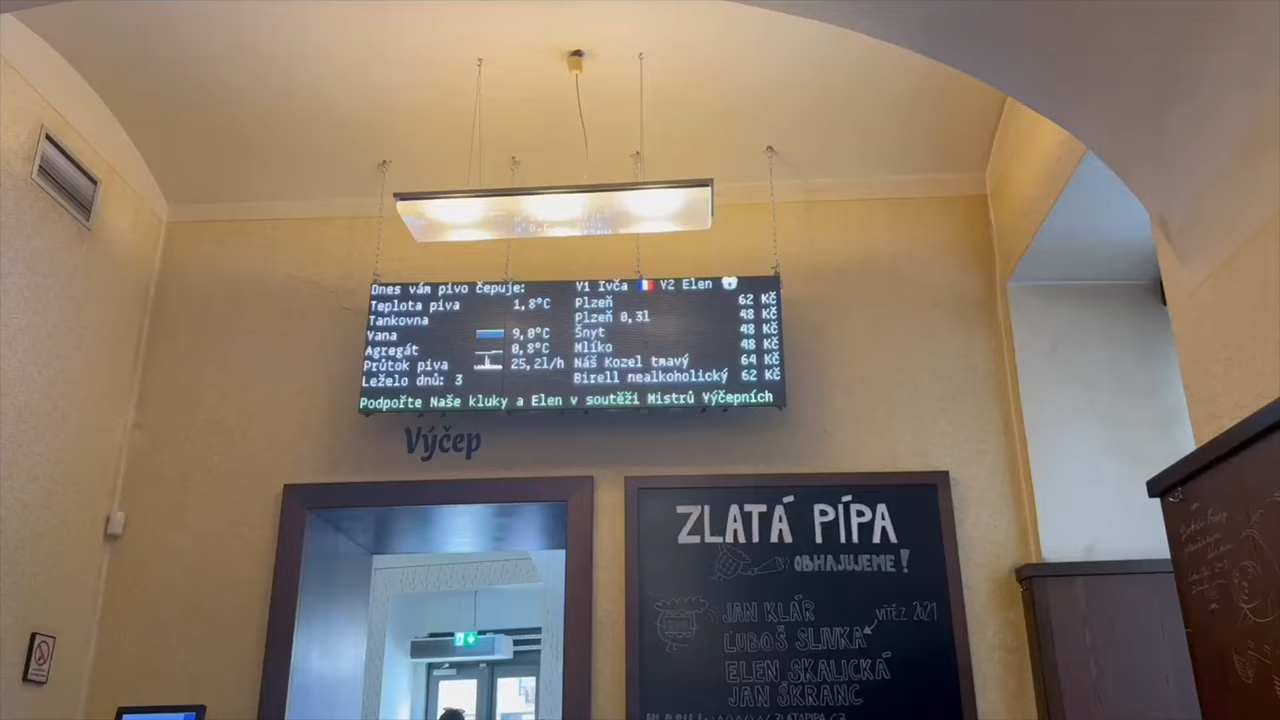 Dnes vám pivo čepuje: V1 Ivča V2 Elen
Teplota piva 1,8°C Plzeň 62 Kč
Tankovna Plzeň 0,3l 48 Kč
Vana 9,0°C Šnyt 48 Kč
Agregát 0,8°C Mlíko 48 Kč
Průtok piva 25,2l/h Náš Kozel tmavý 64 Kč
Leželo dnů: 3 Birell nealkoholický 62 Kč
Podpořte Naše kluky a Elen v soutěži Mistrů Výčepních
Výčep
ZLATÁ PÍPA
OBHAJUJEME!
JAN KLÁR
VÍTĚZ 2021
LUBOŠ SLIVKA
ELEN SKALICKÁ
JAN ŠKRANC